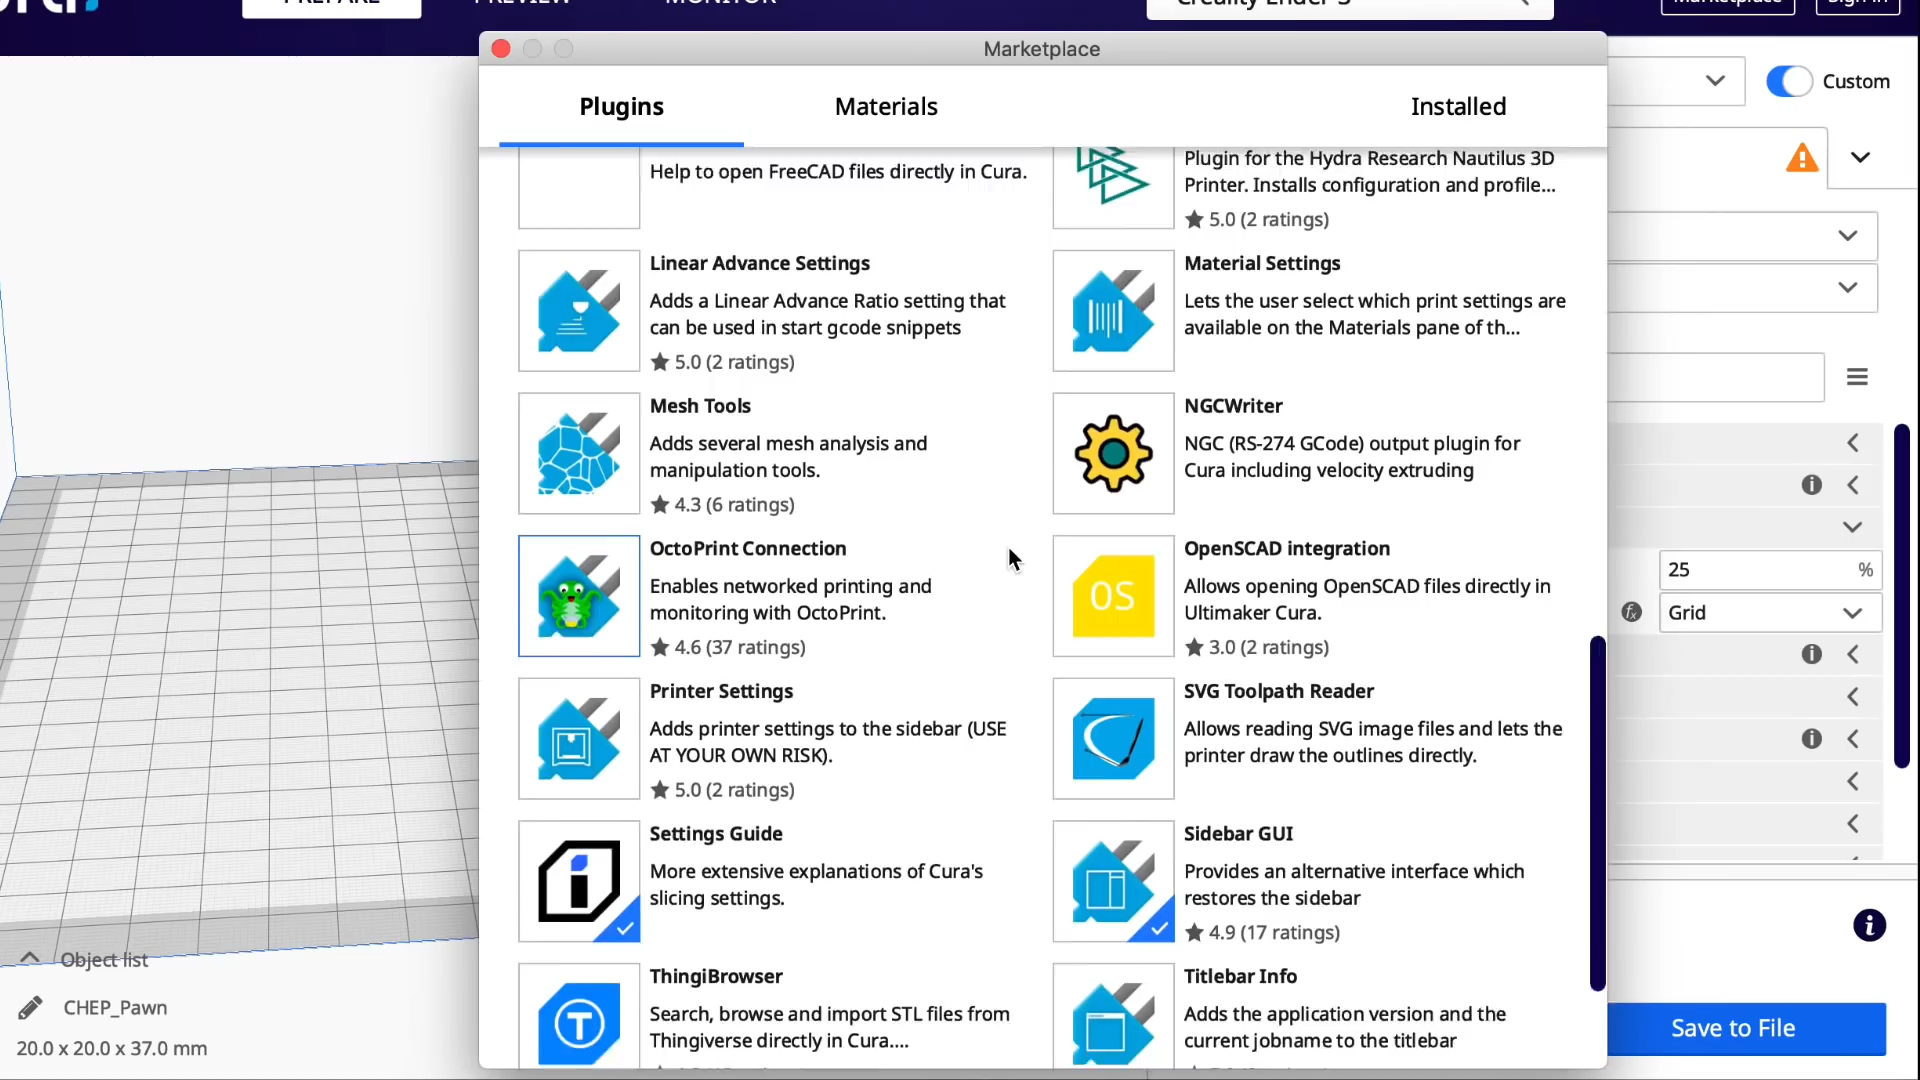 PREPARE
PREVIEW
MONITOR
Creality Ender 3
Marketplace
Sign in
Marketplace
Plugins
Materials
Installed
Custom
Help to open FreeCAD files directly in Cura.
Plugin for the Hydra Research Nautilus 3D
Printer. Installs configuration and profile...
5.0 (2 ratings)
Linear Advance Settings
Adds a Linear Advance Ratio setting that
can be used in start gcode snippets
5.0 (2 ratings)
Material Settings
Lets the user select which print settings are
available on the Materials pane of th...
Mesh Tools
Adds several mesh analysis and
manipulation tools.
4.3 (6 ratings)
NGCWriter
NGC (RS-274 GCode) output plugin for
Cura including velocity extruding
OctoPrint Connection
Enables networked printing and
monitoring with OctoPrint.
4.6 (37 ratings)
OS
OpenSCAD integration
Allows opening OpenSCAD files directly in
Ultimaker Cura.
3.0 (2 ratings)
25 %
Grid
Printer Settings
Adds printer settings to the sidebar (USE
AT YOUR OWN RISK).
5.0 (2 ratings)
SVG Toolpath Reader
Allows reading SVG image files and lets the
printer draw the outlines directly.
Settings Guide
More extensive explanations of Cura's
slicing settings.
Sidebar GUI
Provides an alternative interface which
restores the sidebar
4.9 (17 ratings)
ThingiBrowser
Search, browse and import STL files from
Thingiverse directly in Cura....
Titlebar Info
Adds the application version and the
current jobname to the titlebar
Object list
CHEP_Pawn
20.0 x 20.0 x 37.0 mm
Save to File